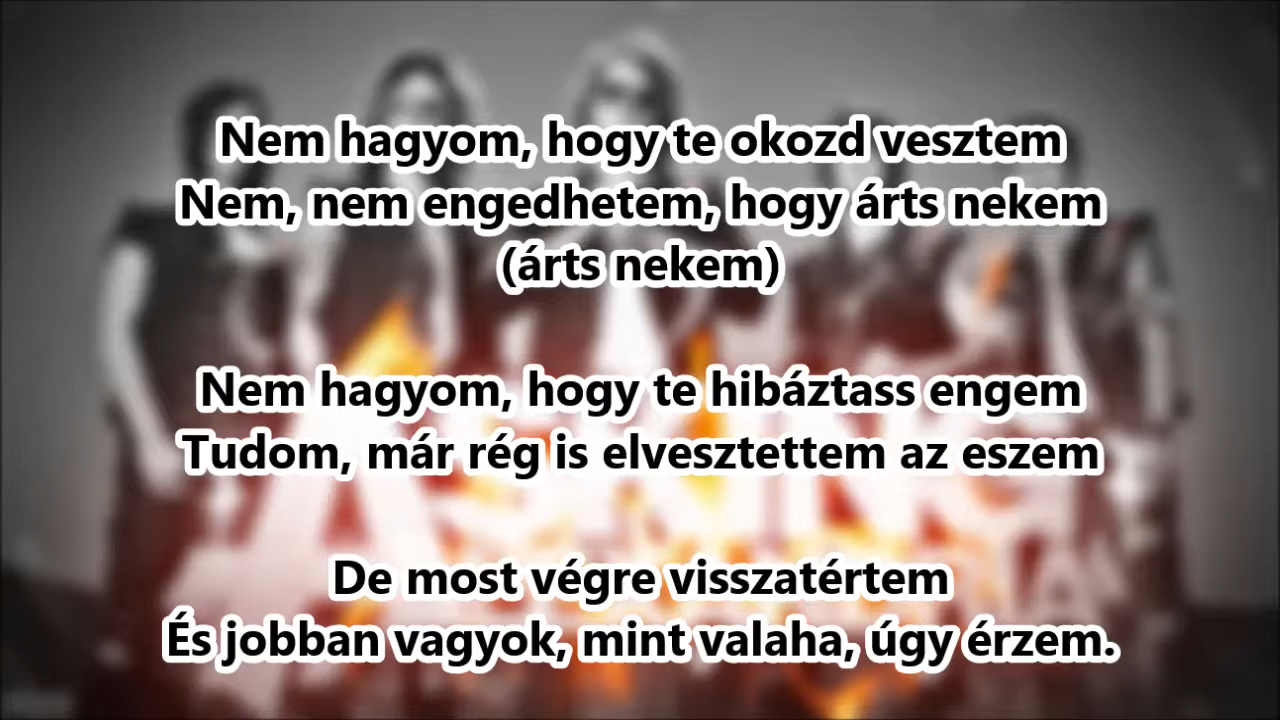 Nem hagyom, hogy te okozd vesztem
Nem, nem engedhetem, hogy árts nekem
(árts nekem)
Nem hagyom, hogy te hibáztass engem
Tudom, már rég is elvesztettem az eszem
De most végre visszatértem
És jobban vagyok, mint valaha, úgy érzem.